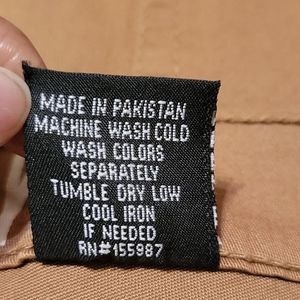 MADE IN PAKISTAN
MACHINE WASH COLD
WASH COLORS
SEPARATELY
TUMBLE DRY LOW
COOL IRON
IF NEEDED
RN#155987